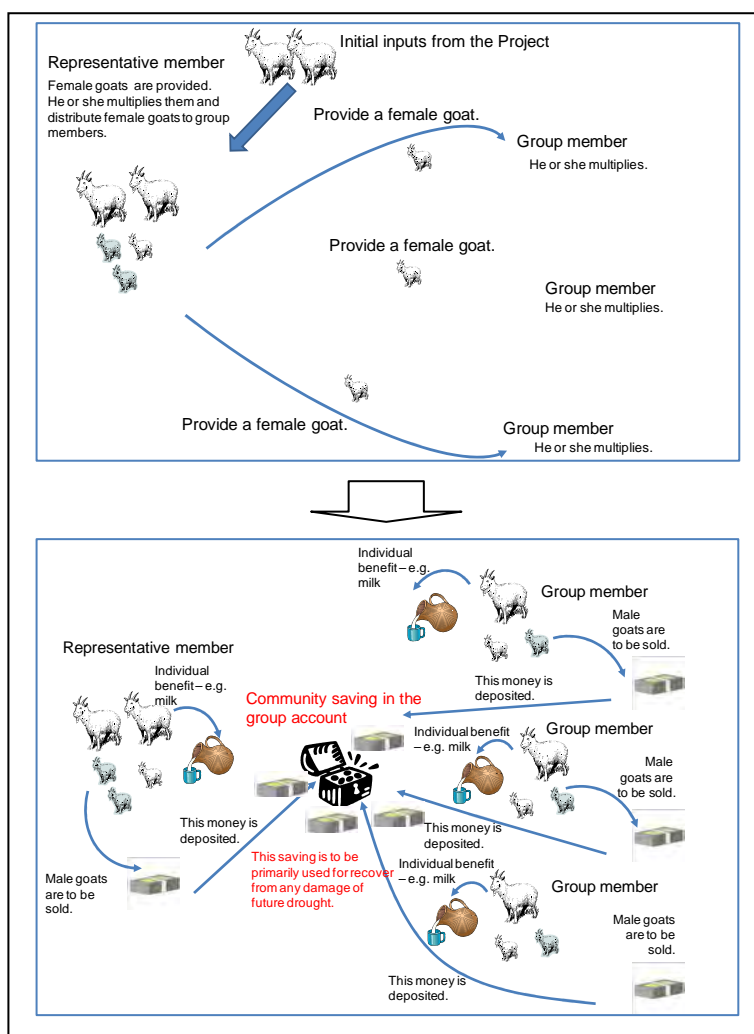 Initial inputs from the Project
Representative member
Female goats are provided.
He or she multiplies them and
distribute female goats to group
members.
Provide a female goat.
Group member
He or she multiplies.
Provide a female goat.
Group member
He or she multiplies.
Provide a female goat.
Group member
He or she multiplies.
Individual
benefit – e.g.
milk
Group member
Male
goats are
to be sold.
This money is
deposited.
Representative member
Individual
benefit – e.g.
milk
Community saving in the
group account
Individual benefit
– e.g. milk
Group member
Male
goats are
to be sold.
This money is
deposited.
This money is
deposited.
Male goats
are to be
sold.
This saving is to be
primarily used for recover
from any damage of
future drought.
Individual benefit
– e.g. milk
Group member
Male goats
are to be
sold.
This money is
deposited.